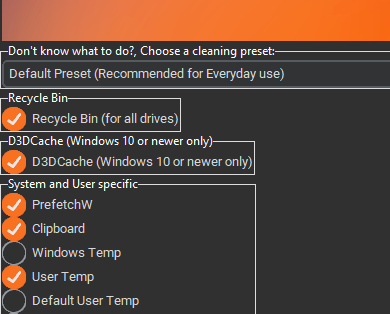 Don't know what to do?, Choose a cleaning preset:
Default Preset (Recommended for Everyday use)
Recycle Bin
Recycle Bin (for all drives)
D3DCache (Windows 10 or newer only)
D3DCache (Windows 10 or newer only)
System and User specific
PrefetchW
Clipboard
Windows Temp
User Temp
Default User Temp